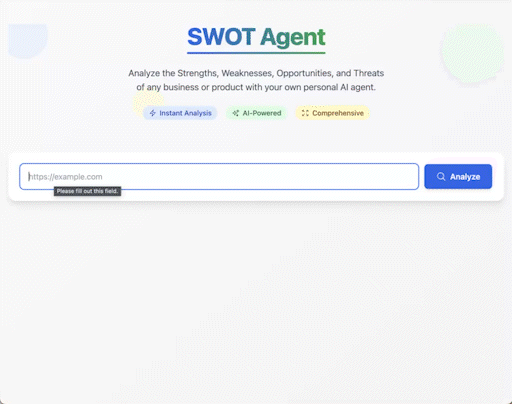 SWOT Agent
Analyze the Strengths, Weaknesses, Opportunities, and Threats
of any business or product with your own personal AI agent.
Instant Analysis
AI-Powered
Comprehensive
https://example.com
Analyze
Please fill out this field.